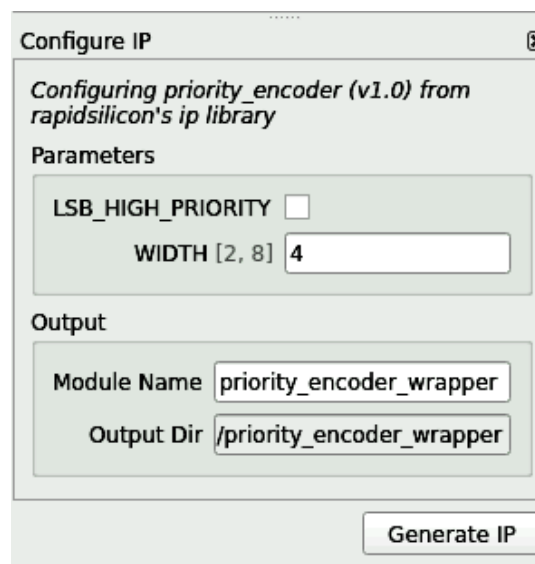 Configure IP
Configuring priority_encoder (v1.0) from
rapidsilicon's ip library
Parameters
LSB_HIGH_PRIORITY
WIDTH [2, 8] 4
Output
Module Name priority_encoder_wrapper
Output Dir /priority_encoder_wrapper
Generate IP